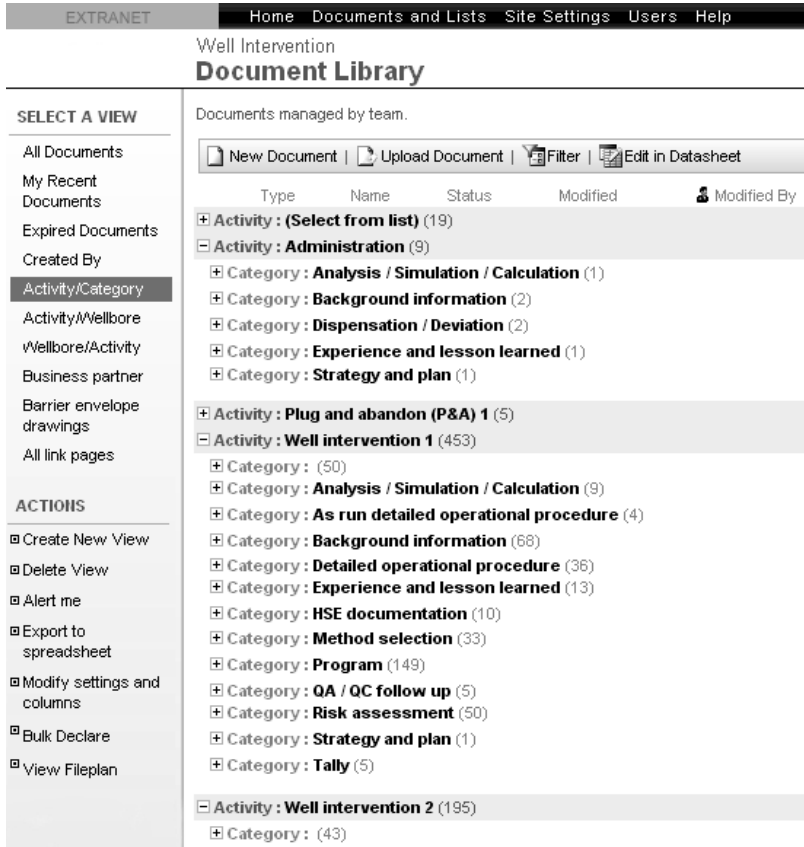 EXTRANET
Home Documents and Lists Site Settings Users Help
Well Intervention
Document Library
SELECT A VIEW
All Documents
My Recent
Documents
Expired Documents
Created By
Activity/Category
Activity/Wellbore
Wellbore/Activity
Business partner
Barrier envelope
drawings
All link pages
ACTIONS
Create New View
Delete View
Alert me
Export to
spreadsheet
Modify settings and
columns
Bulk Declare
View Fileplan
Documents managed by team.
New Document | Upload Document | Filter | Edit in Datasheet
Type Name Status Modified Modified By
Activity : (Select from list) (19)
Activity : Administration (9)
Category : Analysis / Simulation / Calculation (1)
Category : Background information (2)
Category : Dispensation / Deviation (2)
Category : Experience and lesson learned (1)
Category : Strategy and plan (1)
Activity : Plug and abandon (P&A) 1 (5)
Activity : Well intervention 1 (453)
Category : (50)
Category : Analysis / Simulation / Calculation (9)
Category : As run detailed operational procedure (4)
Category : Background information (68)
Category : Detailed operational procedure (36)
Category : Experience and lesson learned (13)
Category : HSE documentation (10)
Category : Method selection (33)
Category : Program (149)
Category : QA / QC follow up (5)
Category : Risk assessment (50)
Category : Strategy and plan (1)
Category : Tally (5)
Activity : Well intervention 2 (195)
Category : (43)